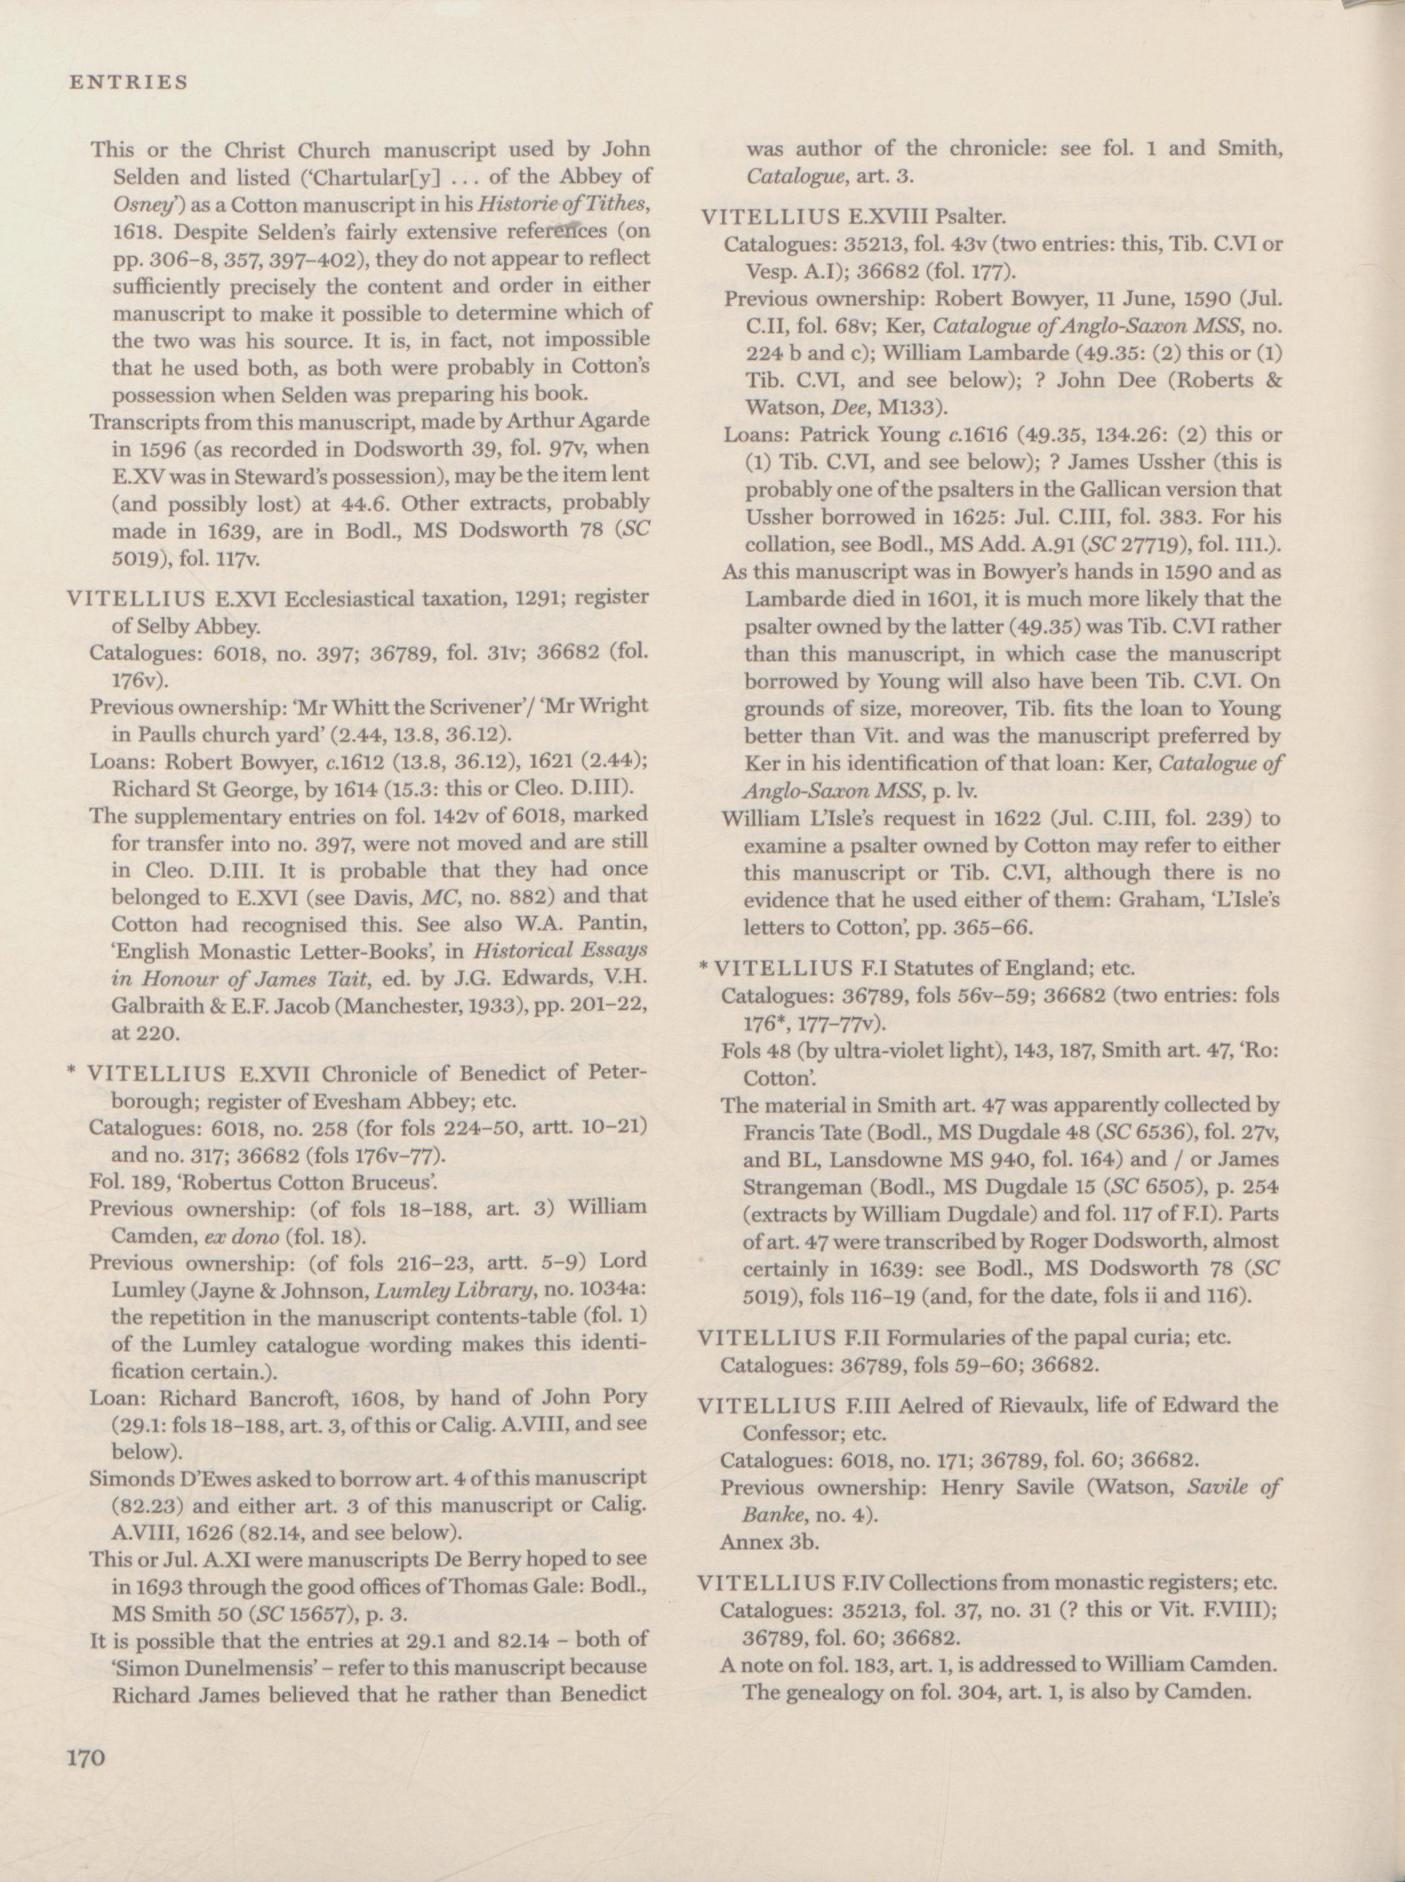 ENTRIES
This or the Christ Church manuscript used by John
Selden and listed (‘Chartular[y] ... of the Abbey of
Osney’) as a Cotton manuscript in his Historie of Tithes,
1618. Despite Selden’s fairly extensive references (on
pp. 306–8, 357, 397–402), they do not appear to reflect
sufficiently precisely the content and order in either
manuscript to make it possible to determine which of
the two was his source. It is, in fact, not impossible
that he used both, as both were probably in Cotton’s
possession when Selden was preparing his book.
Transcripts from this manuscript, made by Arthur Agarde
in 1596 (as recorded in Dodsworth 39, fol. 97v, when
E.XV was in Steward’s possession), may be the item lent
(and possibly lost) at 44.6. Other extracts, probably
made in 1639, are in Bodl., MS Dodsworth 78 (SC
5019), fol. 117v.
VITELLIUS E.XVI Ecclesiastical taxation, 1291; register
of Selby Abbey.
Catalogues: 6018, no. 397; 36789, fol. 31v; 36682 (fol.
176v).
Previous ownership: ‘Mr Whitt the Scrivener’/ ‘Mr Wright
in Paulls church yard’ (2.44, 13.8, 36.12).
Loans: Robert Bowyer, c.1612 (13.8, 36.12), 1621 (2.44);
Richard St George, by 1614 (15.3: this or Cleo. D.III).
The supplementary entries on fol. 142v of 6018, marked
for transfer into no. 397, were not moved and are still
in Cleo. D.III. It is probable that they had once
belonged to E.XVI (see Davis, MC, no. 882) and that
Cotton had recognised this. See also W.A. Pantin,
‘English Monastic Letter-Books’, in Historical Essays
in Honour of James Tait, ed. by J.G. Edwards, V.H.
Galbraith & E.F. Jacob (Manchester, 1933), pp. 201–22,
at 220.
* VITELLIUS E.XVII Chronicle of Benedict of Peter-
borough; register of Evesham Abbey; etc.
Catalogues: 6018, no. 258 (for fols 224–50, artt. 10–21)
and no. 317; 36682 (fols 176v–77).
Fol. 189, ‘Robertus Cotton Bruceus’.
Previous ownership: (of fols 18–188, art. 3) William
Camden, ex dono (fol. 18).
Previous ownership: (of fols 216–23, artt. 5–9) Lord
Lumley (Jayne & Johnson, Lumley Library, no. 1034a:
the repetition in the manuscript contents-table (fol. 1)
of the Lumley catalogue wording makes this identi-
fication certain.).
Loan: Richard Bancroft, 1608, by hand of John Pory
(29.1: fols 18–188, art. 3, of this or Calig. A.VIII, and see
below).
Simonds D’Ewes asked to borrow art. 4 of this manuscript
(82.23) and either art. 3 of this manuscript or Calig.
A.VIII, 1626 (82.14, and see below).
This or Jul. A.XI were manuscripts De Berry hoped to see
in 1693 through the good offices of Thomas Gale: Bodl.,
MS Smith 50 (SC 15657), p. 3.
It is possible that the entries at 29.1 and 82.14 – both of
‘Simon Dunelmensis’ – refer to this manuscript because
Richard James believed that he rather than Benedict
was author of the chronicle: see fol. 1 and Smith,
Catalogue, art. 3.
VITELLIUS E.XVIII Psalter.
Catalogues: 35213, fol. 43v (two entries: this, Tib. C.VI or
Vesp. A.I); 36682 (fol. 177).
Previous ownership: Robert Bowyer, 11 June, 1590 (Jul.
C.II, fol. 68v; Ker, Catalogue of Anglo-Saxon MSS, no.
224 b and c); William Lambarde (49.35: (2) this or (1)
Tib. C.VI, and see below); ? John Dee (Roberts &
Watson, Dee, M133).
Loans: Patrick Young c.1616 (49.35, 134.26: (2) this or
(1) Tib. C.VI, and see below); ? James Ussher (this is
probably one of the psalters in the Gallican version that
Ussher borrowed in 1625: Jul. C.III, fol. 383. For his
collation, see Bodl., MS Add. A.91 (SC 27719), fol. 111.).
As this manuscript was in Bowyer’s hands in 1590 and as
Lambarde died in 1601, it is much more likely that the
psalter owned by the latter (49.35) was Tib. C.VI rather
than this manuscript, in which case the manuscript
borrowed by Young will also have been Tib. C.VI. On
grounds of size, moreover, Tib. fits the loan to Young
better than Vit. and was the manuscript preferred by
Ker in his identification of that loan: Ker, Catalogue of
Anglo-Saxon MSS, p. lv.
William L’Isle’s request in 1622 (Jul. C.III, fol. 239) to
examine a psalter owned by Cotton may refer to either
this manuscript or Tib. C.VI, although there is no
evidence that he used either of them: Graham, ‘L’Isle’s
letters to Cotton’, pp. 365–66.
* VITELLIUS F.I Statutes of England; etc.
Catalogues: 36789, fols 56v–59; 36682 (two entries: fols
176*, 177–77v).
Fols 48 (by ultra-violet light), 143, 187, Smith art. 47, ‘Ro:
Cotton’.
The material in Smith art. 47 was apparently collected by
Francis Tate (Bodl., MS Dugdale 48 (SC 6536), fol. 27v,
and BL, Lansdowne MS 940, fol. 164) and / or James
Strangeman (Bodl., MS Dugdale 15 (SC 6505), p. 254
(extracts by William Dugdale) and fol. 117 of F.I). Parts
of art. 47 were transcribed by Roger Dodsworth, almost
certainly in 1639: see Bodl., MS Dodsworth 78 (SC
5019), fols 116–19 (and, for the date, fols ii and 116).
VITELLIUS F.II Formularies of the papal curia; etc.
Catalogues: 36789, fols 59–60; 36682.
VITELLIUS F.III Aelred of Rievaulx, life of Edward the
Confessor; etc.
Catalogues: 6018, no. 171; 36789, fol. 60; 36682.
Previous ownership: Henry Savile (Watson, Savile of
Banke, no. 4).
Annex 3b.
VITELLIUS F.IV Collections from monastic registers; etc.
Catalogues: 35213, fol. 37, no. 31 (? this or Vit. F.VIII);
36789, fol. 60; 36682.
A note on fol. 183, art. 1, is addressed to William Camden.
The genealogy on fol. 304, art. 1, is also by Camden.
170